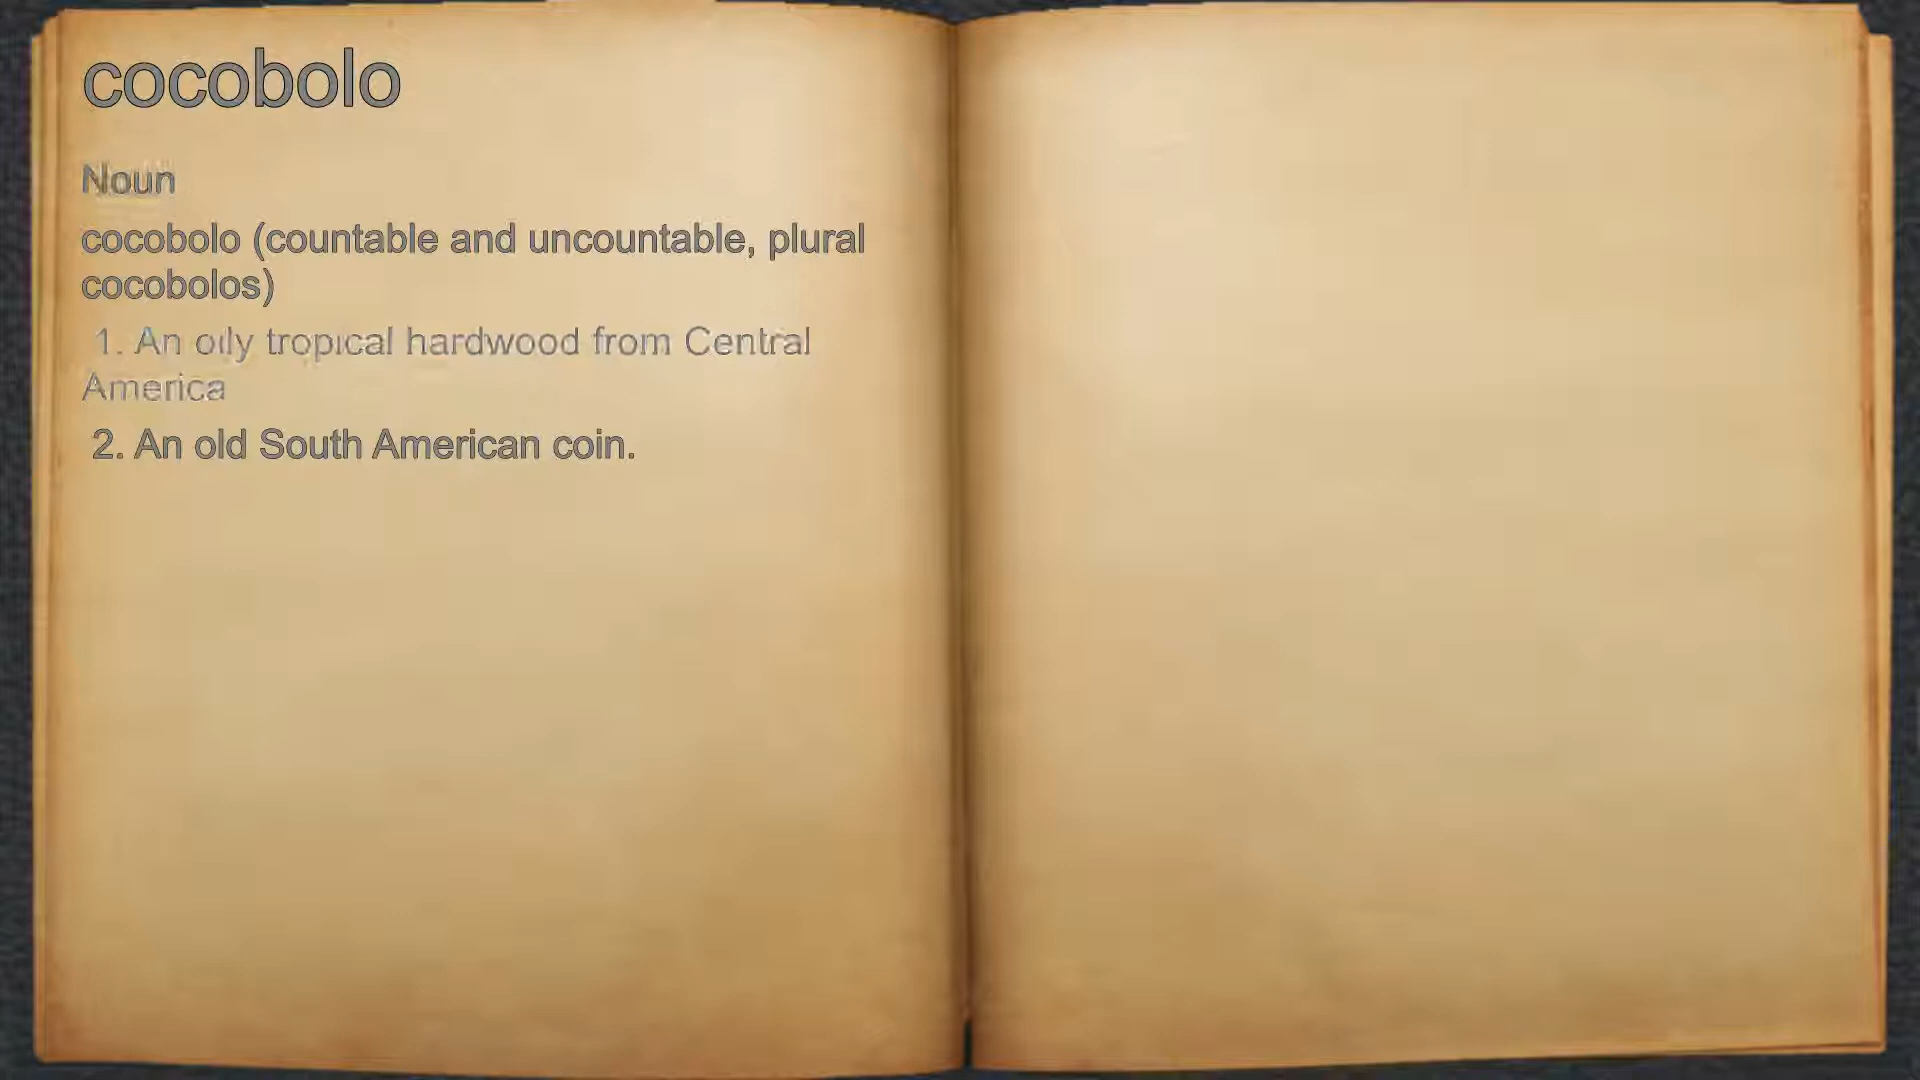 cocobolo
Noun
cocobolo (countable and uncountable, plural
cocobolos)
1. An oily tropical hardwood from Central
America
2. An old South American coin.